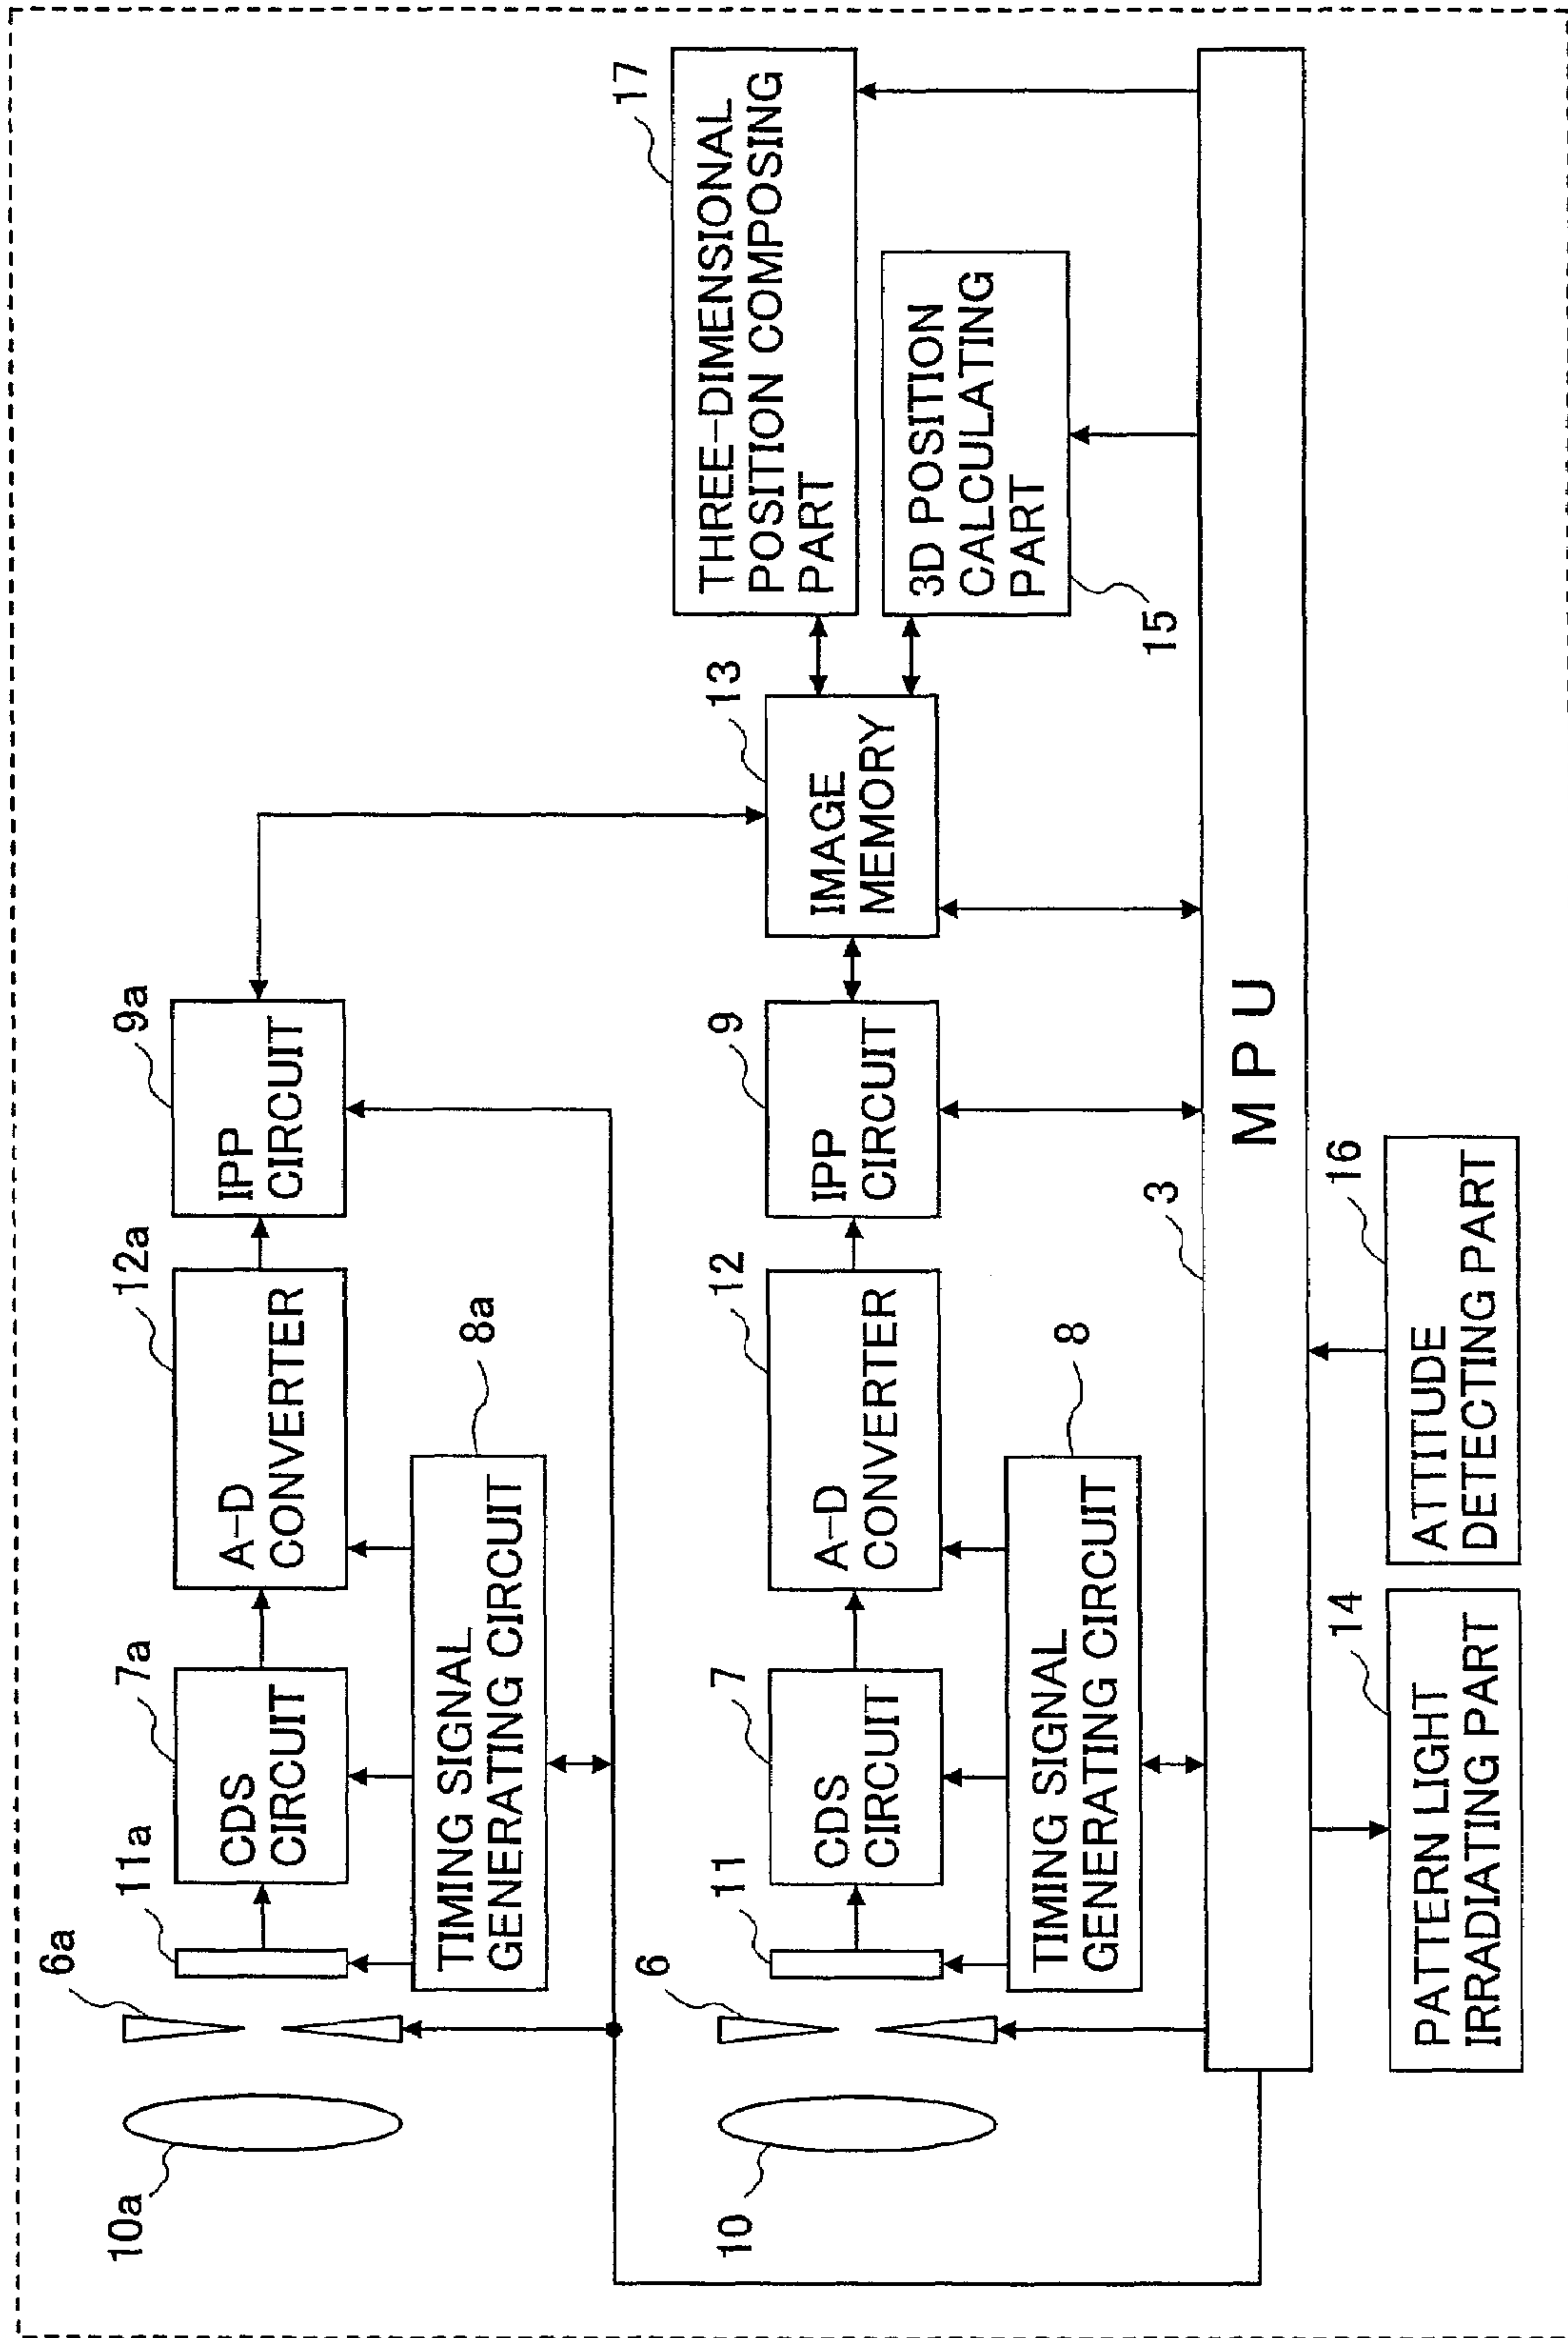 10a
6a
11a
7a
12a
9a
CDS
CIRCUIT
A-D
CONVERTER
IPP
CIRCUIT
TIMING SIGNAL
GENERATING CIRCUIT
8a
10
6
11
7
12
9
13
17
CDS
CIRCUIT
A-D
CONVERTER
IPP
CIRCUIT
IMAGE
MEMORY
THREE-DIMENSIONAL
POSITION COMPOSING
PART
3D POSITION
CALCULATING
PART
15
TIMING SIGNAL
GENERATING CIRCUIT
8
3
MPU
14
16
PATTERN LIGHT
IRRADIATING PART
ATTITUDE
DETECTING PART